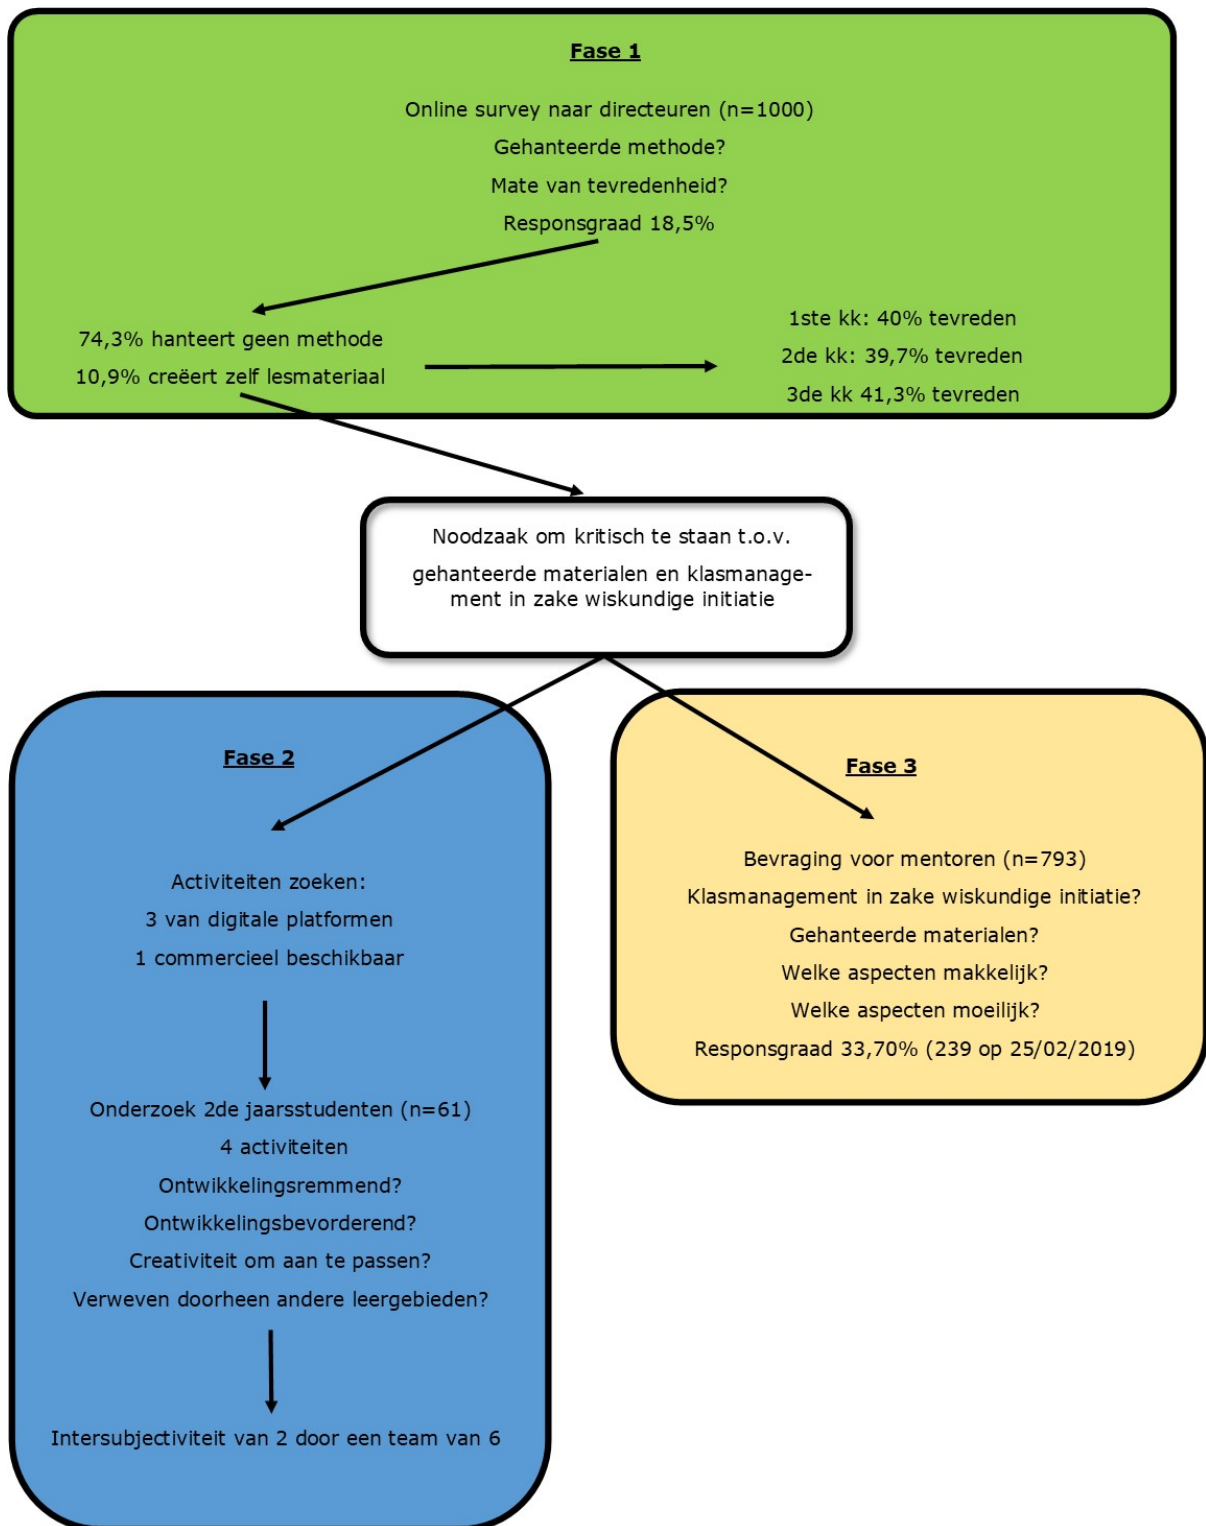 Fase 1
Online survey naar directeuren (n=1000)
Gehanteerde methode?
Mate van tevredenheid?
Responsgraad 18,5%
74,3% hanteert geen methode
10,9% creëert zelf lesmateriaal
1ste kk: 40% tevreden
2de kk: 39,7% tevreden
3de kk 41,3% tevreden
Noodzaak om kritisch te staan t.o.v.
gehanteerde materialen en klasmanage-
ment in zake wiskundige initiatie
Fase 2
Activiteiten zoeken:
3 van digitale platformen
1 commercieel beschikbaar
Onderzoek 2de jaarsstudenten (n=61)
4 activiteiten
Ontwikkelingsremmend?
Ontwikkelingsbevorderend?
Creativiteit om aan te passen?
Verweven doorheen andere leergebieden?
Intersubjectiviteit van 2 door een team van 6
Fase 3
Bevraging voor mentoren (n=793)
Klasmanagement in zake wiskundige initiatie?
Gehanteerde materialen?
Welke aspecten makkelijk?
Welke aspecten moeilijk?
Responsgraad 33,70% (239 op 25/02/2019)